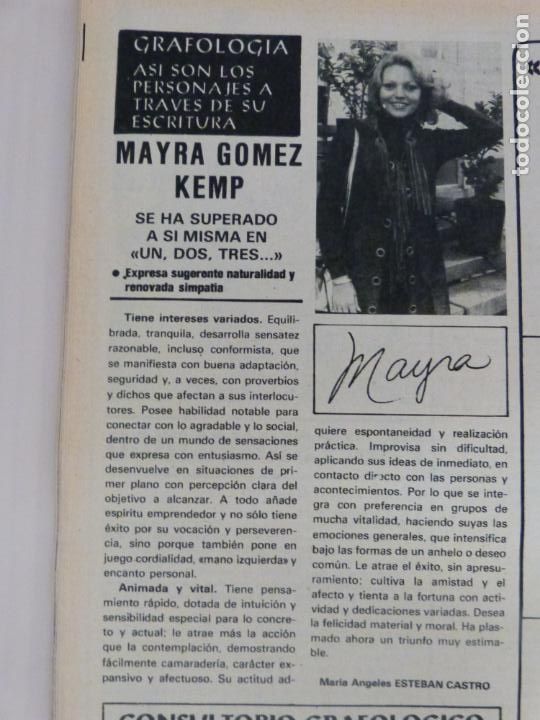 GRAFOLOGIA
ASI SON LOS
PERSONAJES A
TRAVES DE SU
ESCRITURA
MAYRA GOMEZ
KEMP
SE HA SUPERADO
A SI MISMA EN
«UN, DOS, TRES...»
● Expresa sugerente naturalidad y
renovada simpatía
Tiene intereses variados. Equili-
brada, tranquila, desarrolla sensatez
razonable, incluso conformista, que
se manifiesta con buena adaptación,
seguridad y, a veces, con proverbios
y dichos que afectan a sus interlocu-
tores. Posee habilidad notable para
conectar con lo agradable y lo social,
dentro de un mundo de sensaciones
que expresa con entusiasmo. Así se
desenvuelve en situaciones de pri-
mer plano con percepción clara del
objetivo a alcanzar. A todo añade
espíritu emprendedor y no sólo tiene
éxito por su vocación y perseveren-
cia, sino porque también pone en
juego cordialidad, «mano izquierda» y
encanto personal.
Animada y vital. Tiene pensa-
miento rápido, dotada de intuición y
sensibilidad especial para lo concre-
to y actual; le atrae más la acción
que la contemplación, demostrando
fácilmente camaradería, carácter ex-
pansivo y afectuoso. Su actitud ad-
Mayra
quiere espontaneidad y realización
práctica. Improvisa sin dificultad,
aplicando sus ideas de inmediato, en
contacto directo con las personas y
acontecimientos. Por lo que se inte-
gra con preferencia en grupos de
mucha vitalidad, haciendo suyas las
emociones generales, que intensifica
bajo las formas de un anhelo o deseo
común. Le atrae el éxito, sin apresu-
ramiento; cultiva la amistad y el
afecto y tienta a la fortuna con acti-
vidad y dedicaciones variadas. Desea
la felicidad material y moral. Ha plas-
mado ahora un triunfo muy estima-
ble.
María Angeles ESTEBAN CASTRO
CONSULTORIO GRAFOLOGICO
todocoleccion